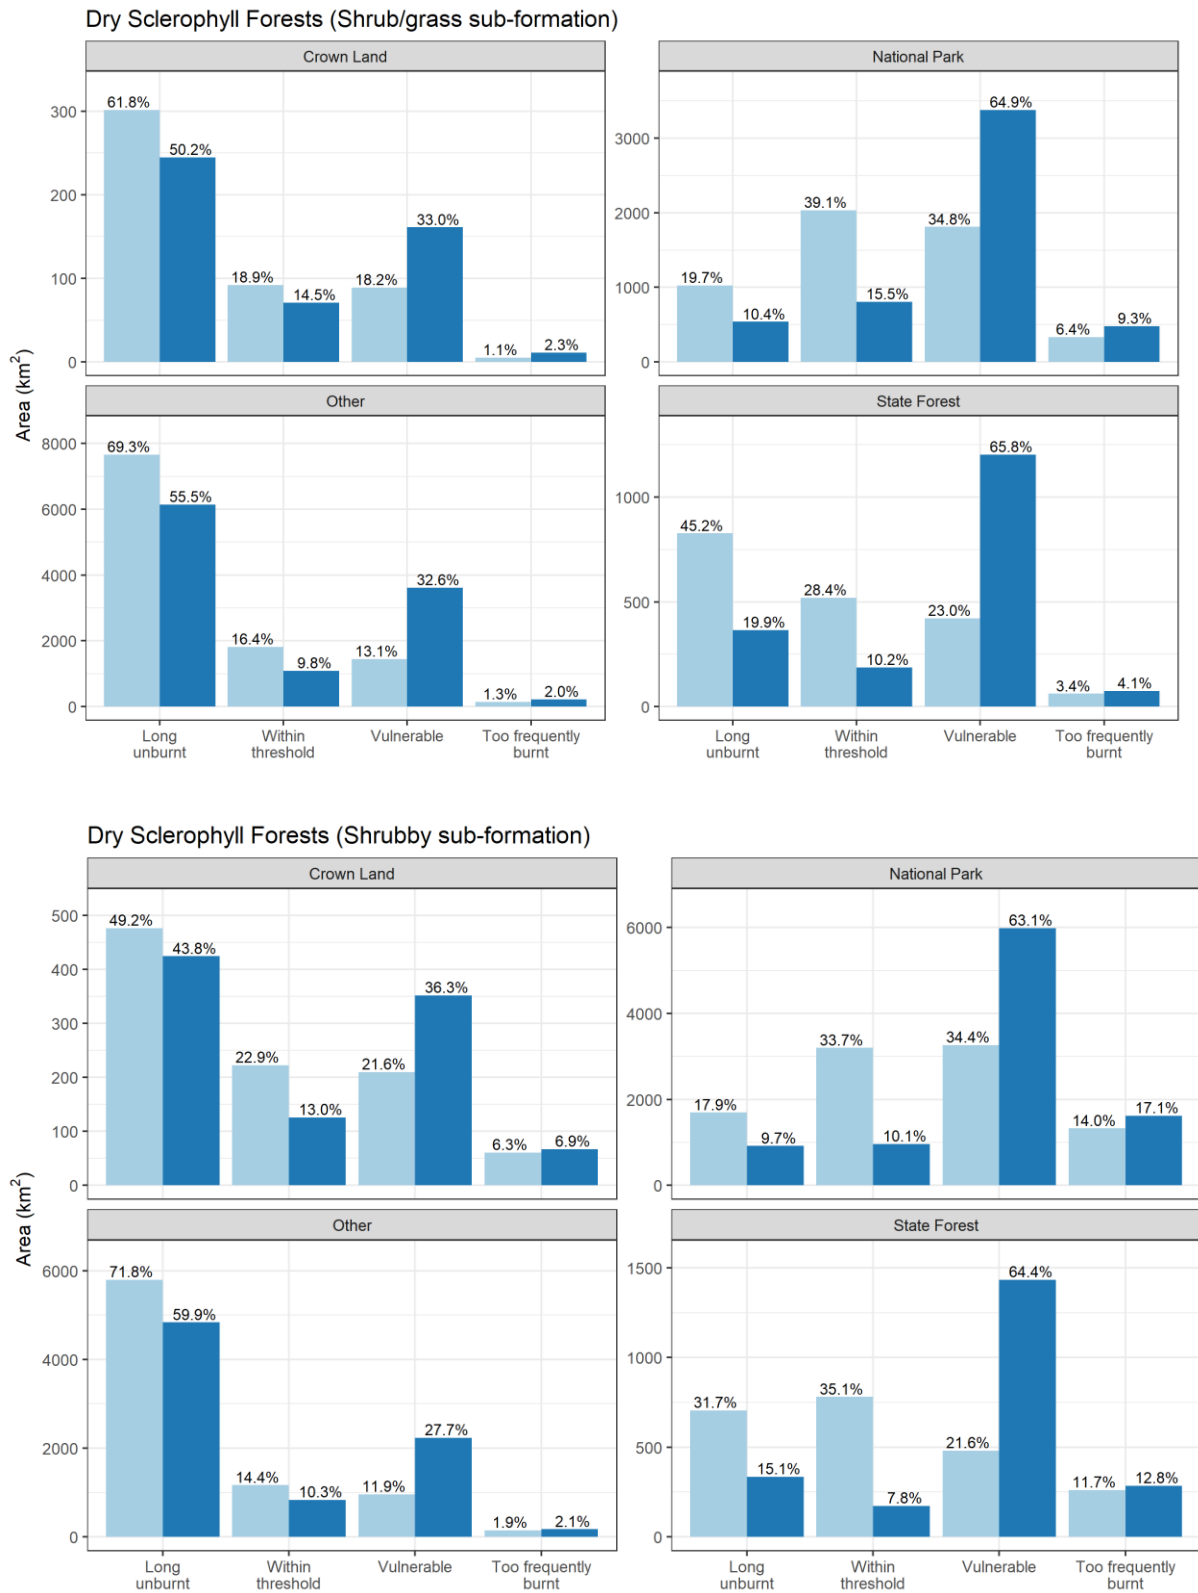 Dry Sclerophyll Forests (Shrub/grass sub-formation)
Crown Land
National Park
300
200
100
0
61.8%
50.2%
18.9%
14.5%
18.2%
33.0%
1.1%
2.3%
3000
2000
1000
0
19.7%
10.4%
39.1%
15.5%
34.8%
64.9%
6.4%
9.3%
Area (km²)
Other
State Forest
8000
6000
4000
2000
0
69.3%
55.5%
16.4%
9.8%
13.1%
32.6%
1.3%
2.0%
1000
500
0
45.2%
19.9%
28.4%
10.2%
23.0%
65.8%
3.4%
4.1%
Long
unburnt
Within
threshold
Vulnerable
Too frequently
burnt
Long
unburnt
Within
threshold
Vulnerable
Too frequently
burnt
Dry Sclerophyll Forests (Shrubby sub-formation)
Crown Land
National Park
500
400
300
200
100
0
49.2%
43.8%
22.9%
13.0%
21.6%
36.3%
6.3%
6.9%
6000
4000
2000
0
17.9%
9.7%
33.7%
10.1%
34.4%
63.1%
14.0%
17.1%
Area (km²)
Other
State Forest
6000
4000
2000
0
71.8%
59.9%
14.4%
10.3%
11.9%
27.7%
1.9%
2.1%
1500
1000
500
0
31.7%
15.1%
35.1%
7.8%
21.6%
64.4%
11.7%
12.8%
Long
unburnt
Within
threshold
Vulnerable
Too frequently
burnt
Long
unburnt
Within
threshold
Vulnerable
Too frequently
burnt